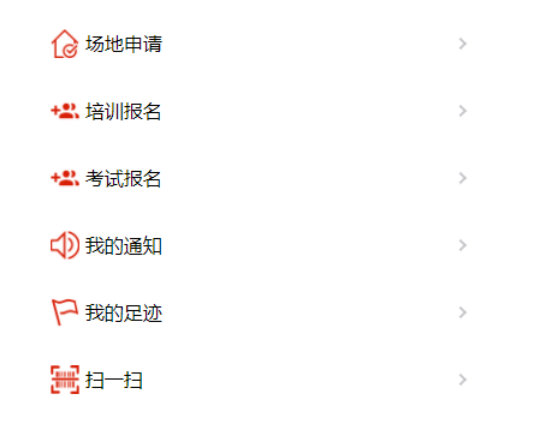 场地申请
培训报名
考试报名
我的通知
我的足迹
扫一扫